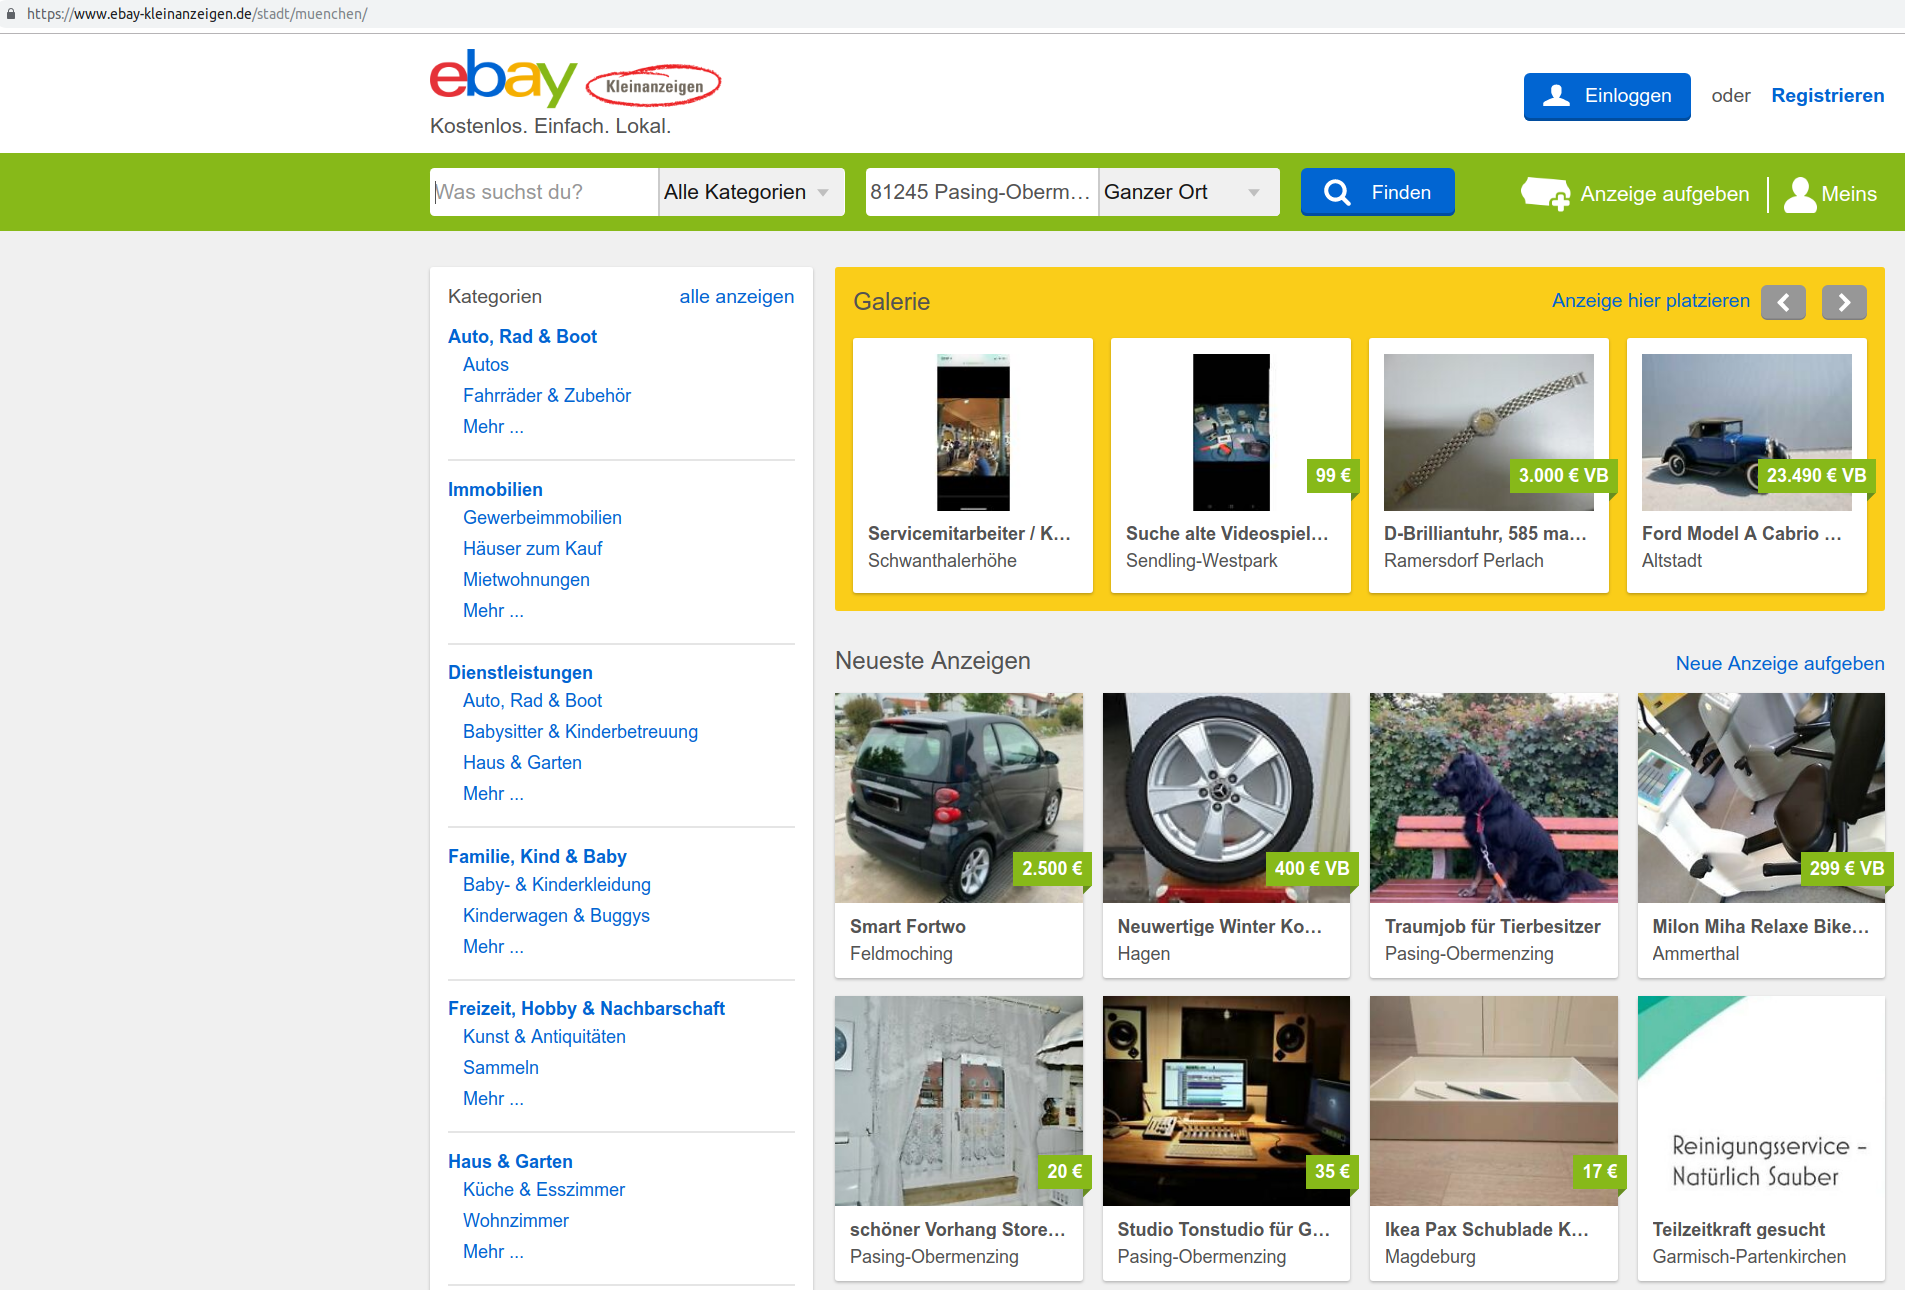 https://www.ebay-kleinanzeigen.de/stadt/muenchen/
ebay Kleinanzeigen
Kostenlos. Einfach. Lokal.
Einloggen oder Registrieren
Was suchst du? Alle Kategorien 81245 Pasing-Oberm... Ganzer Ort Finden Anzeige aufgeben Meins
Kategorien alle anzeigen
Auto, Rad & Boot
Autos
Fahrräder & Zubehör
Mehr ...
Immobilien
Gewerbeimmobilien
Häuser zum Kauf
Mietwohnungen
Mehr ...
Dienstleistungen
Auto, Rad & Boot
Babysitter & Kinderbetreuung
Haus & Garten
Mehr ...
Familie, Kind & Baby
Baby- & Kinderkleidung
Kinderwagen & Buggys
Mehr ...
Freizeit, Hobby & Nachbarschaft
Kunst & Antiquitäten
Sammeln
Mehr ...
Haus & Garten
Küche & Esszimmer
Wohnzimmer
Mehr ...
Galerie
Anzeige hier platzieren
Servicemitarbeiter / K...
Schwanthalerhöhe
99 €
Suche alte Videospiel...
Sendling-Westpark
3.000 € VB
D-Brilliantuhr, 585 ma...
Ramersdorf Perlach
23.490 € VB
Ford Model A Cabrio ...
Altstadt
Neueste Anzeigen
Neue Anzeige aufgeben
2.500 €
Smart Fortwo
Feldmoching
400 € VB
Neuwertige Winter Ko...
Hagen
Traumjob für Tierbesitzer
Pasing-Obermenzing
299 € VB
Milon Miha Relaxe Bike...
Ammerthal
20 €
schöner Vorhang Store...
Pasing-Obermenzing
35 €
Studio Tonstudio für G...
Pasing-Obermenzing
17 €
Ikea Pax Schublade K...
Magdeburg
Reinigungsservice -
Natürlich Sauber
Teilzeitkraft gesucht
Garmisch-Partenkirchen